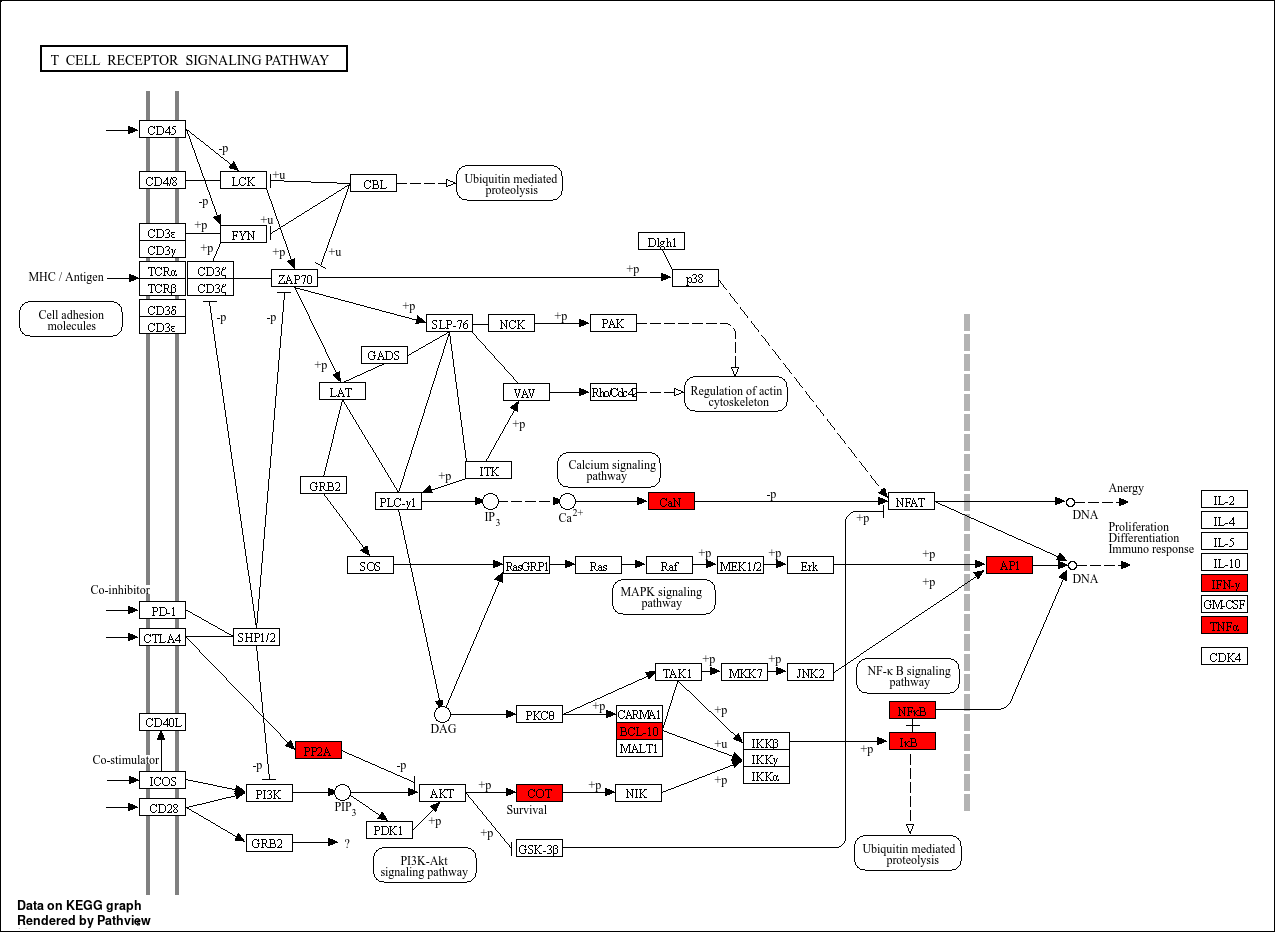 T CELL RECEPTOR SIGNALING PATHWAY
CD45
-p
CD4/8
LCK
+u
CBL
Ubiquitin mediated
proteolysis
-p
CD3ε
+p
FYN
+u
CD3γ
+p
+p
+u
Dlgh1
MHC / Antigen
TCRα
CD3ζ
TCRβ
CD3ζ
ZAP70
+p
p38
Cell adhesion
molecules
CD3δ
CD3ε
-p
-p
+p
SLP-76
NCK
+p
PAK
GADS
+p
LAT
VAV
Rho/Cdc42
Regulation of actin
cytoskeleton
+p
ITK
+p
GRB2
Calcium signaling
pathway
PLC-γ1
IP3
Ca2+
CaN
-p
NFAT
+p
DNA
Anergy
Proliferation
Differentiation
Immuno response
SOS
RasGRP1
Ras
Raf
+p
MEK1/2
+p
Erk
+p
+p
AP1
DNA
MAPK signaling
pathway
IL-2
IL-4
IL-5
IL-10
IFN-γ
GM-CSF
TNFα
CDK4
Co-inhibitor
PD-1
CTLA4
SHP1/2
TAK1
+p
MKK7
+p
JNK2
NF-κ B signaling
pathway
CD40L
DAG
PKCθ
+p
CARMA1
BCL-10
MALT1
+p
+u
+p
IKKβ
IKKγ
IKKα
+p
NFκB
IκB
PP2A
Co-stimulator
ICOS
CD28
-p
PI3K
PIP3
-p
AKT
+p
COT
Survival
+p
NIK
PDK1
+p
+p
GRB2
?
GSK-3β
PI3K-Akt
signaling pathway
Ubiquitin mediated
proteolysis
Data on KEGG graph
Rendered by Pathview